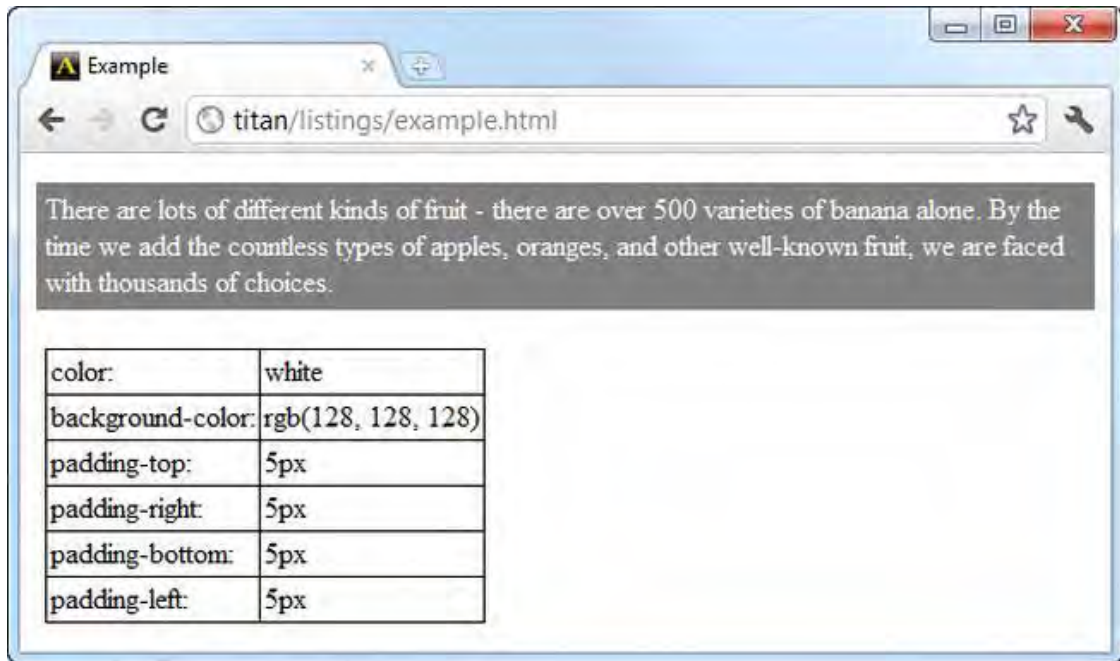 Example
titan/listings/example.html
There are lots of different kinds of fruit - there are over 500 varieties of banana alone. By the
time we add the countless types of apples, oranges, and other well-known fruit, we are faced
with thousands of choices.
color: white
background-color: rgb(128, 128, 128)
padding-top: 5px
padding-right: 5px
padding-bottom: 5px
padding-left: 5px